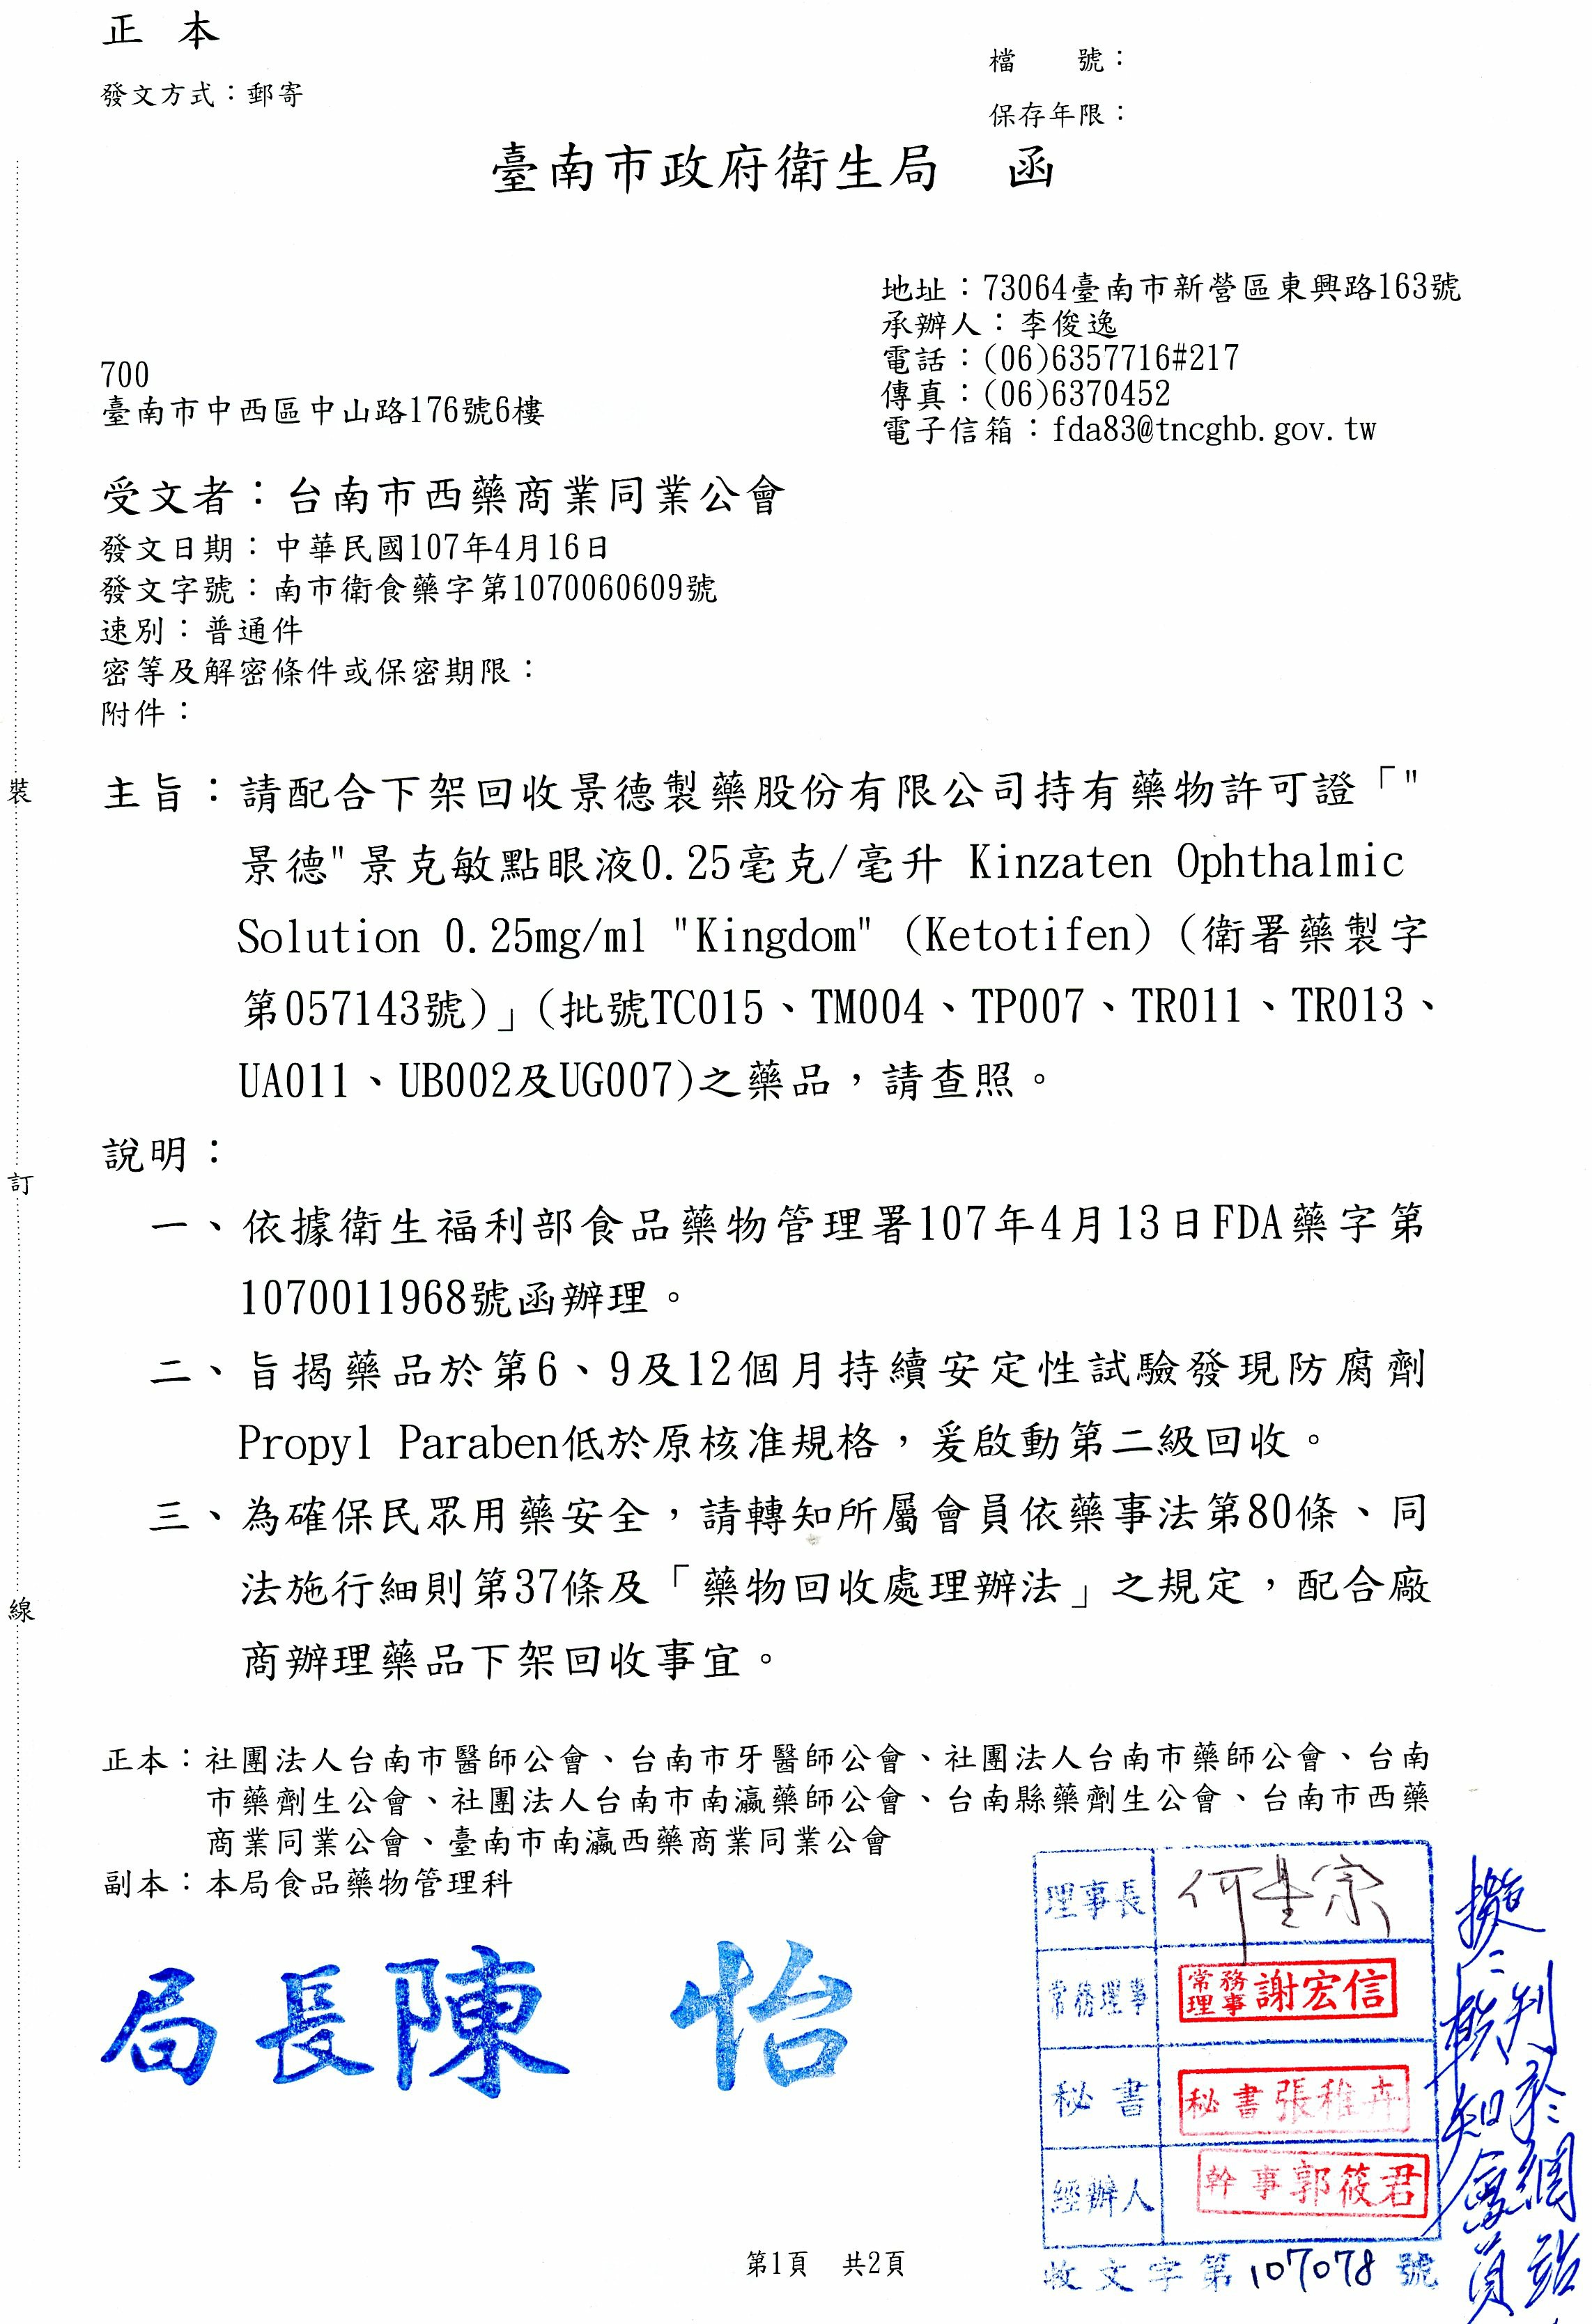 正 本
發文方式：郵寄
檔　　號：
保存年限：
臺南市政府衛生局　函
地址：73064臺南市新營區東興路163號
承辦人：李俊逸
電話：(06)6357716#217
傳真：(06)6370452
電子信箱：fda83@tncghb.gov.tw
700
臺南市中西區中山路176號6樓
受文者：台南市西藥商業同業公會
發文日期：中華民國107年4月16日
發文字號：南市衛食藥字第1070060609號
速別：普通件
密等及解密條件或保密期限：
附件：
主旨：請配合下架回收景德製藥股份有限公司持有藥物許可證「"
景德"景克敏點眼液0.25毫克/毫升 Kinzaten Ophthalmic
Solution 0.25mg/ml "Kingdom" (Ketotifen)（衛署藥製字
第057143號）」(批號TC015、TM004、TP007、TR011、TR013、
UA011、UB002及UG007)之藥品，請查照。
說明：
一、依據衛生福利部食品藥物管理署107年4月13日FDA藥字第
1070011968號函辦理。
二、旨揭藥品於第6、9及12個月持續安定性試驗發現防腐劑
Propyl Paraben低於原核准規格，爰啟動第二級回收。
三、為確保民眾用藥安全，請轉知所屬會員依藥事法第80條、同
法施行細則第37條及「藥物回收處理辦法」之規定，配合廠
商辦理藥品下架回收事宜。
正本：社團法人台南市醫師公會、台南市牙醫師公會、社團法人台南市藥師公會、台南
市藥劑生公會、社團法人台南市南瀛藥師公會、台南縣藥劑生公會、台南市西藥
商業同業公會、臺南市南瀛西藥商業同業公會
副本：本局食品藥物管理科
局長陳　怡
裝
訂
線
理事長
常務理事 常務理事 謝宏信
秘書 秘書張稚卉
經辦人 幹事郭筱君
收文字第107078號
第1頁　共2頁